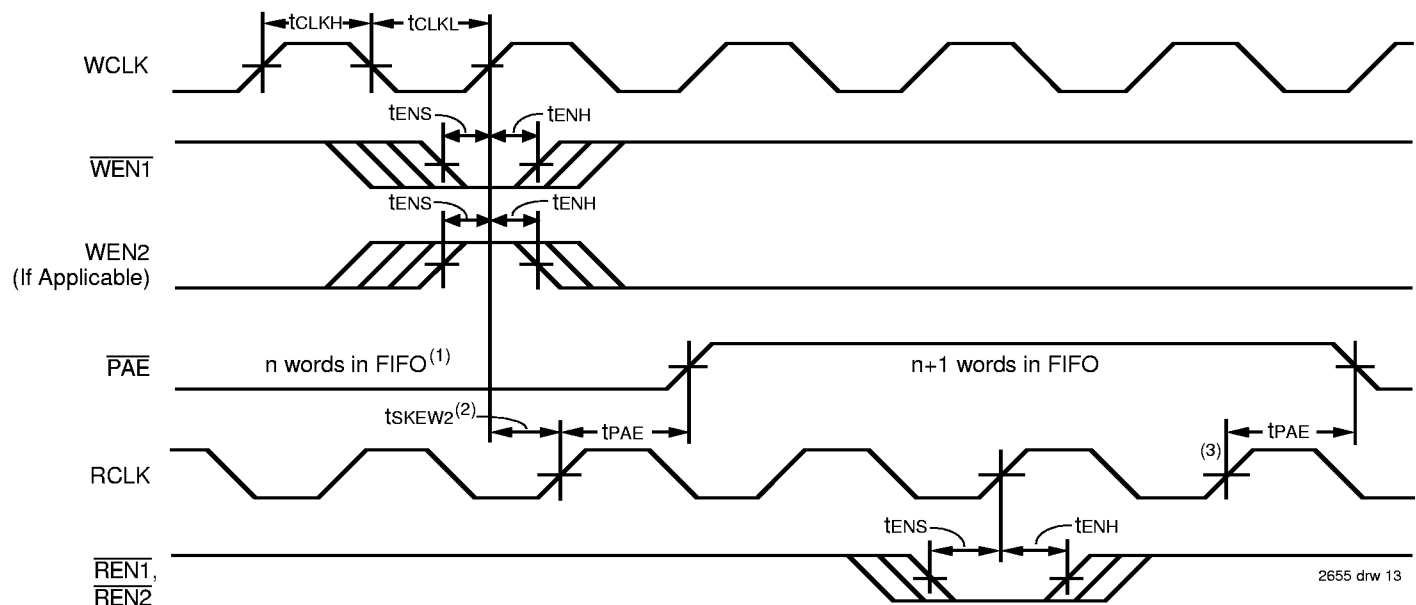 tCLKH
tCLKL
WCLK
tENS
tENH
WEN1
tENS
tENH
WEN2
(If Applicable)
PAE
n words in FIFO(1)
n+1 words in FIFO
tSKEW2(2)
tPAE
(3)
tPAE
RCLK
tENS
tENH
REN1,
REN2
2655 drw 13